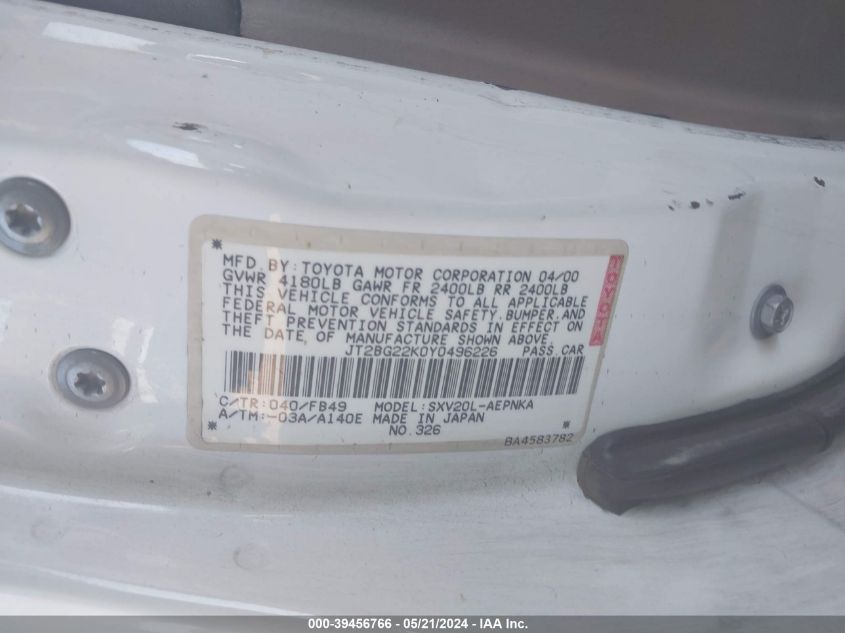 MFD. BY: TOYOTA MOTOR CORPORATION 04/00
GVWR 4180LB GAWR FR 2400LB RR 2400LB
THIS VEHICLE CONFORMS TO ALL APPLICABLE
FEDERAL MOTOR VEHICLE SAFETY, BUMPER, AND
THEFT PREVENTION STANDARDS IN EFFECT ON
THE DATE OF MANUFACTURE SHOWN ABOVE.
JT2BG22K0Y0496226 PASS. CAR
C/TR: 040/FB49 MODEL: SXV20L-AEPNKA
A/TM: -03A/A140E MADE IN JAPAN
NO. 326
BA4583782
000-39456766 - 05/21/2024 - IAA Inc.